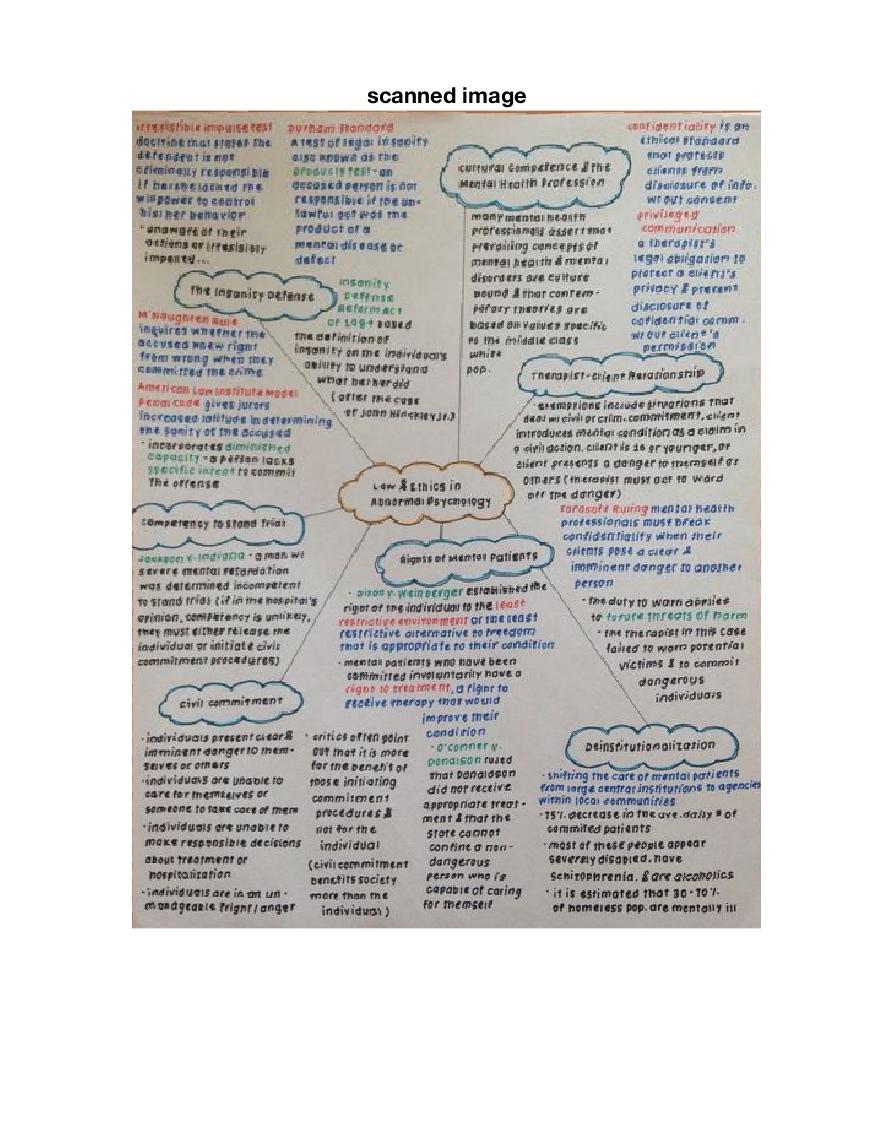 scanned image
irresistible impulse test
doctrine that states the
defendent is not
criminally responsible
if he/she lacked the
willpower to control
his/her behavior
· unaware of their
actions or irresisibly
impelled...
Durham Standard
A test of legal insanity
also known as the
products test - an
accused person is not
responsible if the un-
lawful act was the
product of a
mental disease or
defect
Cultural Competence & the
Mental Health Profession
many mental health
professionals assert that
prevailing concepts of
mental health & mental
disorders are culture
bound & that contem-
porary theories are
based on values specific
to the middle class
white
pop.
confidentiality is an
ethical standard
that protects
clients from
disclosure of info.
w/out consent
privileged
communication
a therapist's
legal obligation to
protect a client's
privacy & prevent
disclosure of
cofidential comm.
w/out client's
permission
The Insanity Defense
Insanity
Defense
Reform Act
of 1984 based
the definition of
insanity on the individual's
ability to understand
what he/her did
(after the case
of John Hinckley Jr.)
M'Naughten Rule
inquires whether the
accused knew right
from wrong when they
committed the crime
American Law Institute Model
Penal Code gives jurors
increased latitude in determining
the sanity of the accused
· incorporates diminished
capacity - a person lacks
specific intent to commit
the offense
Therapist-Client Relationship
exemptions include situations that
deal w/ civil or crim. commitment, client
introduces mental condition as a claim in
a civil action, client is 16 or younger, or
client presents a danger to themself or
others (therapist must act to ward
off the danger)
Tarasoff Ruling mental health
professionals must break
confidentiality when their
clients pose a clear &
imminent danger to another
person
· the duty to warn applies
to future threats of harm
· the therapist in this case
failed to warn potential
victims & to commit
dangerous
individuals
Law & Ethics in
Abnormal Psychology
Competency to Stand Trial
Jackson v. Indiana - a man w/
severe mental retardation
was determined incompetent
to stand trial (if in the hospital's
opinion, competency is unlikely,
they must either release the
individual or initiate civil
commitment procedures)
Rights of Mental Patients
· Dixon v. Weinberger established the
right of the individual to the least
restrictive environment or the least
restrictive alternative to freedom
that is appropriate to their condition
· mental patients who have been
committed involuntarily have a
right to treatment, a right to
receive therapy that would
improve their
condition
· O'Conner v.
Donaldson ruled
that Donaldson
did not receive
appropriate treat-
ment & that the
state cannot
confine a non-
dangerous
person who is
capable of caring
for themself
Civil Commitment
· individuals present clear &
imminent danger to them-
selves or others
· individuals are unable to
care for themselves or
someone to take care of them
· individuals are unable to
make responsible decisions
about treatment or
hospitalization
· individuals are in an un-
manageable fright/anger
· critics often point
out that it is more
for the benefit of
those initiating
commitment
procedures &
not for the
individual
(civil commitment
benefits society
more than the
individual)
Deinstitutionalization
· shifting the care of mental patients
from large central institutions to agencies
within local communities
· 75% decrease in the ave. daily # of
commited patients
· most of these people appear
severely disabled, have
schizophrenia, & are alcoholics
· it is estimated that 30-70%
of homeless pop. are mentally ill